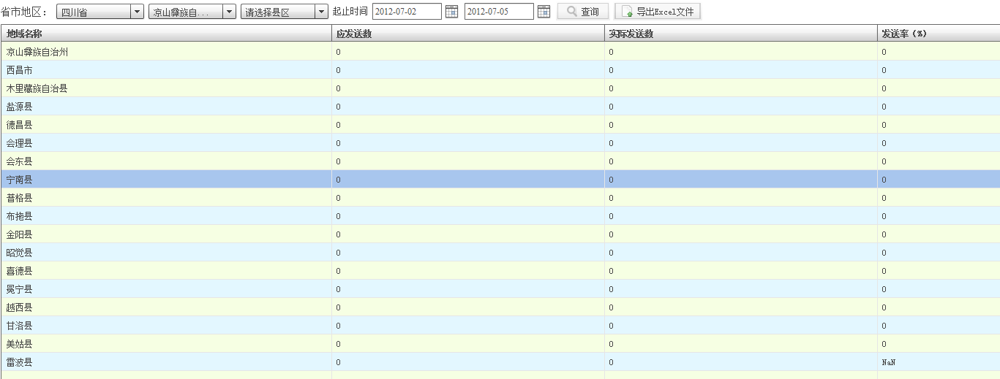 省市地区： 四川省 凉山彝族自... 请选择县区 起止时间 2012-07-02 2012-07-05 查询 导出Excel文件
地域名称 应发送数 实际发送数 发送率（%）
凉山彝族自治州 0 0 0
西昌市 0 0 0
木里藏族自治县 0 0 0
盐源县 0 0 0
德昌县 0 0 0
会理县 0 0 0
会东县 0 0 0
宁南县 0 0 0
普格县 0 0 0
布拖县 0 0 0
金阳县 0 0 0
昭觉县 0 0 0
喜德县 0 0 0
冕宁县 0 0 0
越西县 0 0 0
甘洛县 0 0 0
美姑县 0 0 0
雷波县 0 0 NaN